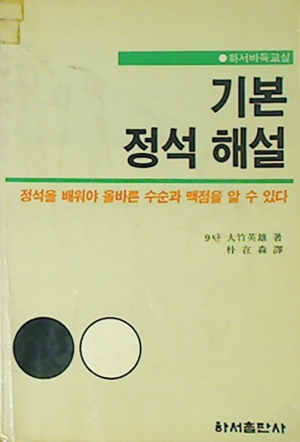 ●하서바둑교실
기본
정석 해설
정석을 배워야 올바른 수순과 맥점을 알 수 있다
9단 大竹英雄 著
朴在森 譯
하서출판사